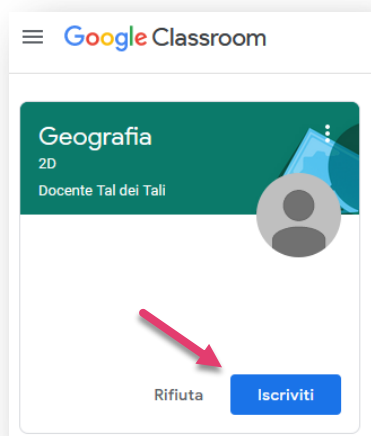 Google Classroom
Geografia
2D
Docente Tal dei Tali
Rifiuta
Iscriviti